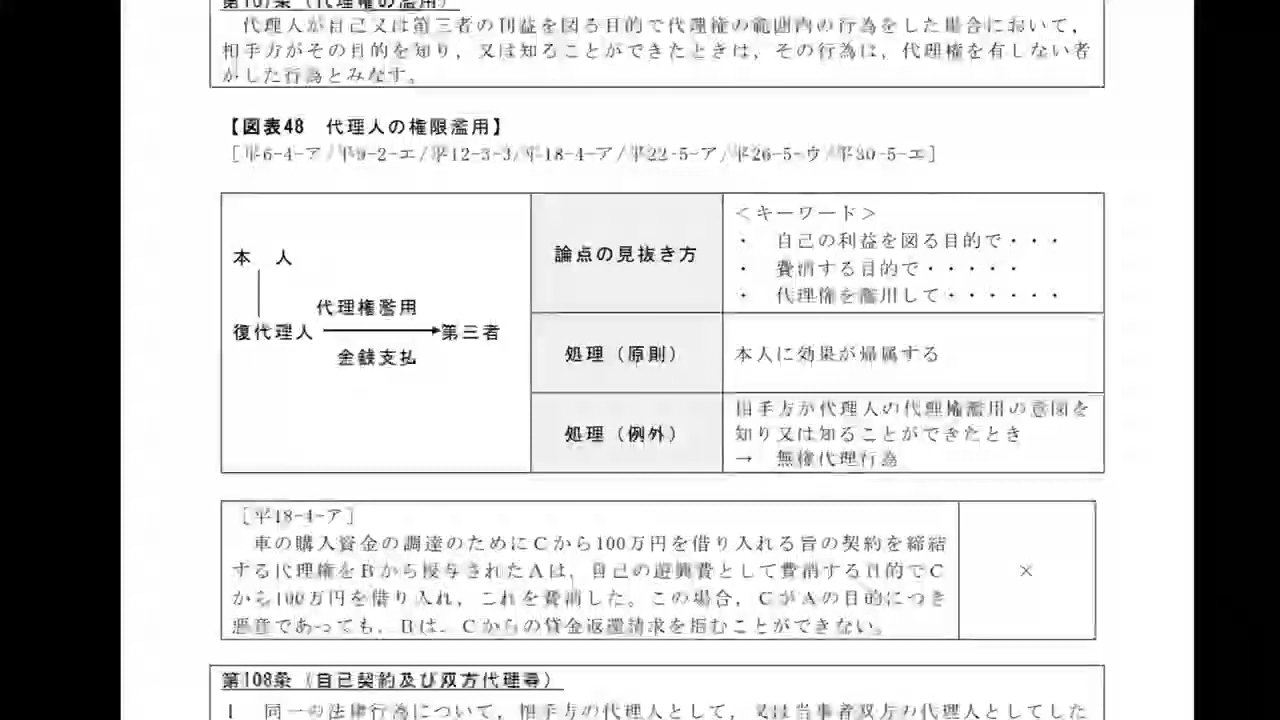 第107条（代理権の濫用）
代理人が自己又は第三者の利益を図る目的で代理権の範囲内の行為をした場合において，
相手方がその目的を知り，又は知ることができたときは，その行為は，代理権を有しない者
がした行為とみなす。
【図表48　代理人の権限濫用】
［平6-4-ア/平9-2-エ/平12-3-3/平18-4-ア/平22-5-ア/平26-5-ウ/平30-5-エ］
本　人
代理権濫用
復代理人 → 第三者
金銭支払
論点の見抜き方
＜キーワード＞
・　自己の利益を図る目的で・・・
・　費消する目的で・・・・・
・　代理権を濫用して・・・・・・
処理（原則）
本人に効果が帰属する
処理（例外）
相手方が代理人の代理権濫用の意図を
知り又は知ることができたとき
→　無権代理行為
［平18-4-ア］
車の購入資金の調達のためにCから100万円を借り入れる旨の契約を締結
する代理権をBから授与されたAは，自己の遊興費として費消する目的でC
から100万円を借り入れ，これを費消した。この場合，CがAの目的につき
悪意であっても，Bは，Cからの貸金返還請求を拒むことができない。
×
第108条（自己契約及び双方代理等）
1　同一の法律行為について，相手方の代理人として，又は当事者双方の代理人としてした